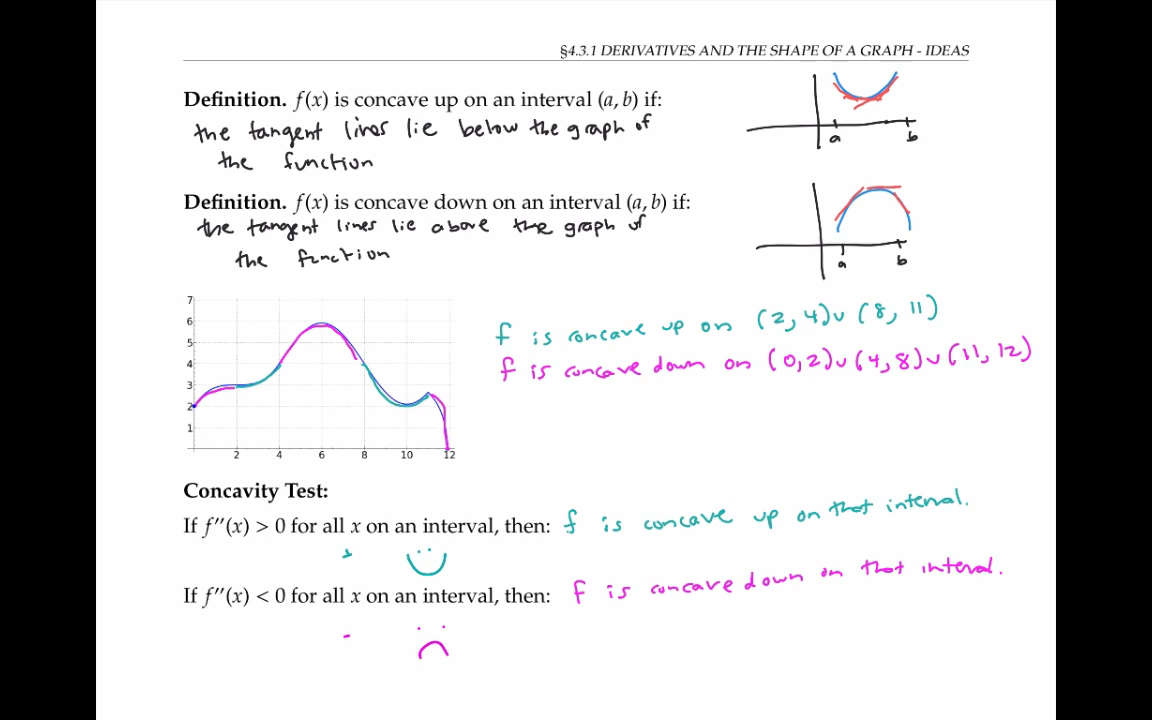 §4.3.1 DERIVATIVES AND THE SHAPE OF A GRAPH - IDEAS
Definition. f(x) is concave up on an interval (a, b) if:
the tangent lines lie below the graph of
the function
a b
Definition. f(x) is concave down on an interval (a, b) if:
the tangent lines lie above the graph of
the function
a b
7
6
5
4
3
2
1
2 4 6 8 10 12
f is concave up on (2, 4) ∪ (8, 11)
f is concave down on (0, 2) ∪ (4, 8) ∪ (11, 12)
Concavity Test:
If f″(x) > 0 for all x on an interval, then: f is concave up on that interval.
+
If f″(x) < 0 for all x on an interval, then: f is concave down on that interval.
-